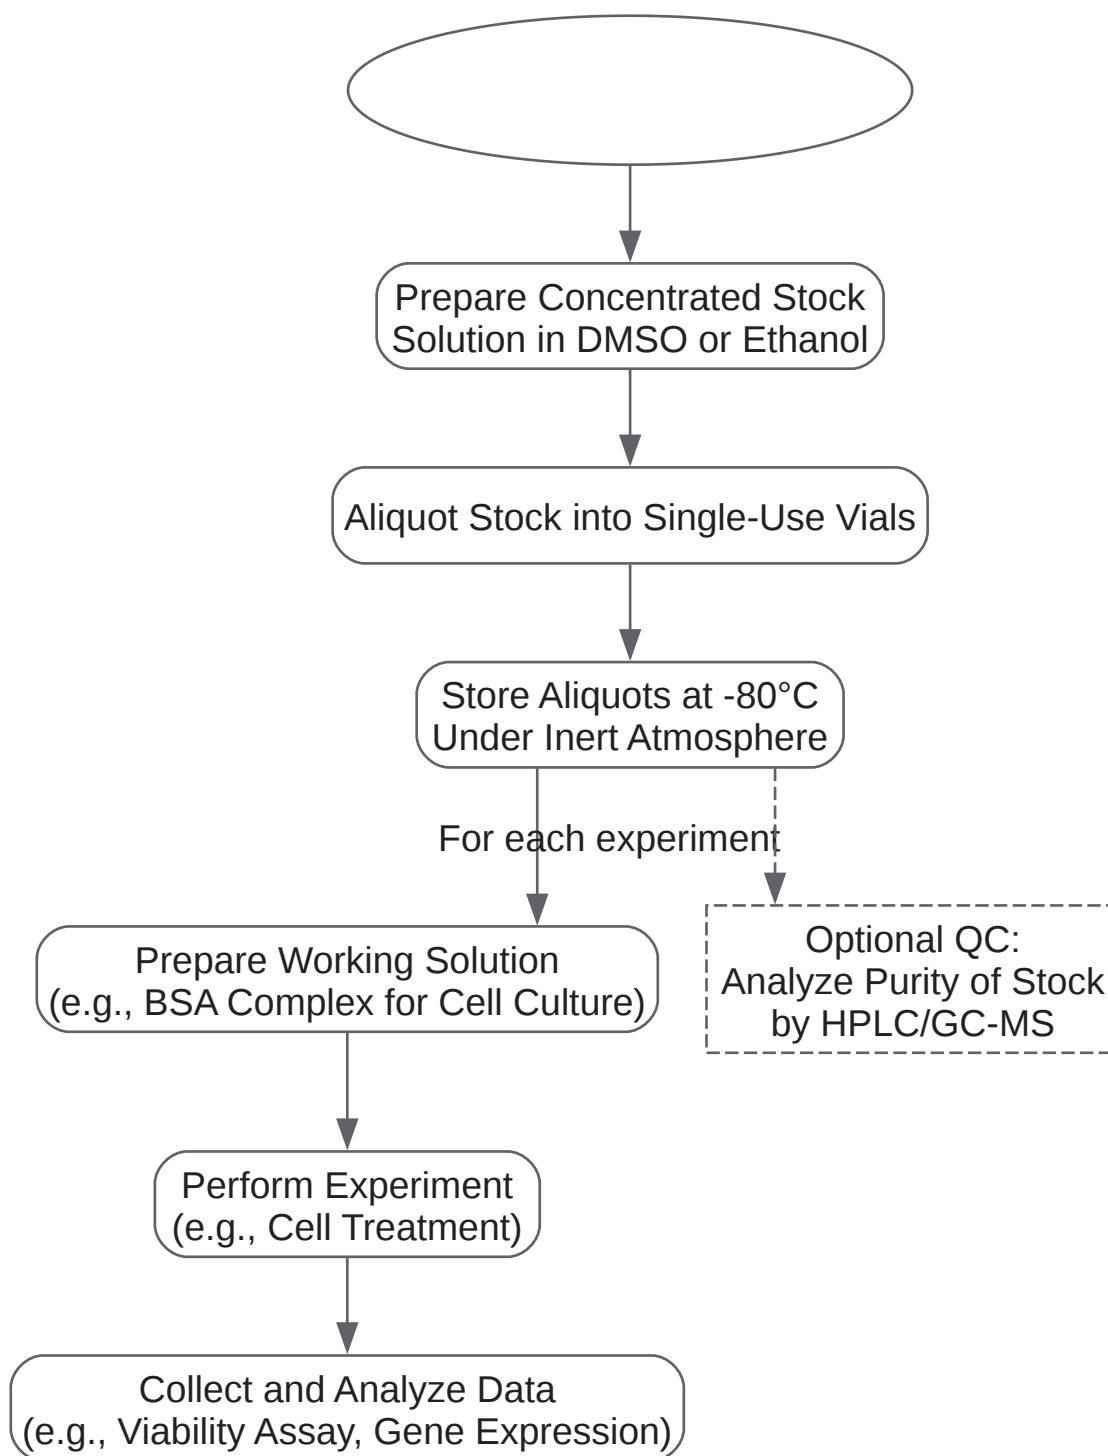 Prepare Concentrated Stock
Solution in DMSO or Ethanol
Aliquot Stock into Single-Use Vials
Store Aliquots at -80°C
Under Inert Atmosphere
For each experiment
Prepare Working Solution
(e.g., BSA Complex for Cell Culture)
Optional QC:
Analyze Purity of Stock
by HPLC/GC-MS
Perform Experiment
(e.g., Cell Treatment)
Collect and Analyze Data
(e.g., Viability Assay, Gene Expression)